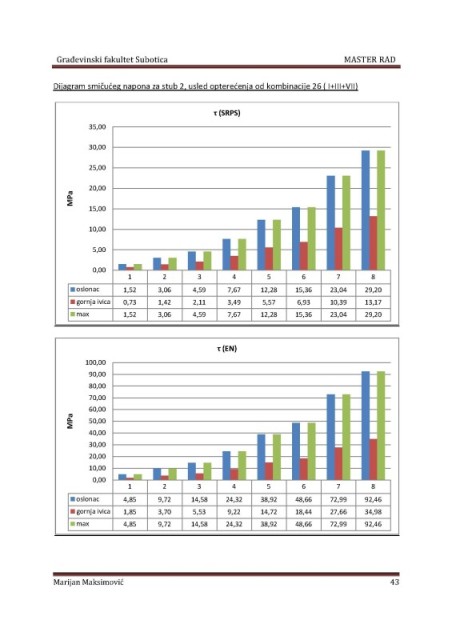 Građevinski fakultet Subotica MASTER RAD
Dijagram smičućeg napona za stub 2, usled opterećenja od kombinacije 26 ( I+III+VII)
τ (SRPS)
35,00
30,00
25,00
20,00
15,00
10,00
5,00
0,00
MPa
1 2 3 4 5 6 7 8
oslonac 1,52 3,06 4,59 7,67 12,28 15,36 23,04 29,20
gornja ivica 0,73 1,42 2,11 3,49 5,57 6,93 10,39 13,17
max 1,52 3,06 4,59 7,67 12,28 15,36 23,04 29,20
τ (EN)
100,00
90,00
80,00
70,00
60,00
50,00
40,00
30,00
20,00
10,00
0,00
MPa
1 2 3 4 5 6 7 8
oslonac 4,85 9,72 14,58 24,32 38,92 48,66 72,99 92,46
gornja ivica 1,85 3,70 5,53 9,22 14,72 18,44 27,66 34,98
max 4,85 9,72 14,58 24,32 38,92 48,66 72,99 92,46
Marijan Maksimović 43